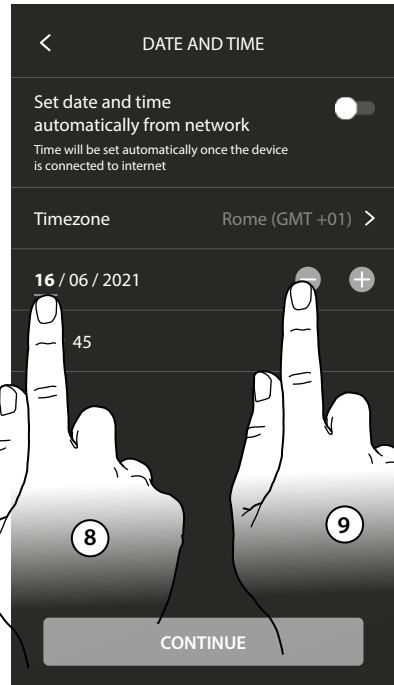 DATE AND TIME
Set date and time
automatically from network
Time will be set automatically once the device
is connected to internet
Timezone Rome (GMT +01)
16 / 06 / 2021
45
8
9
CONTINUE